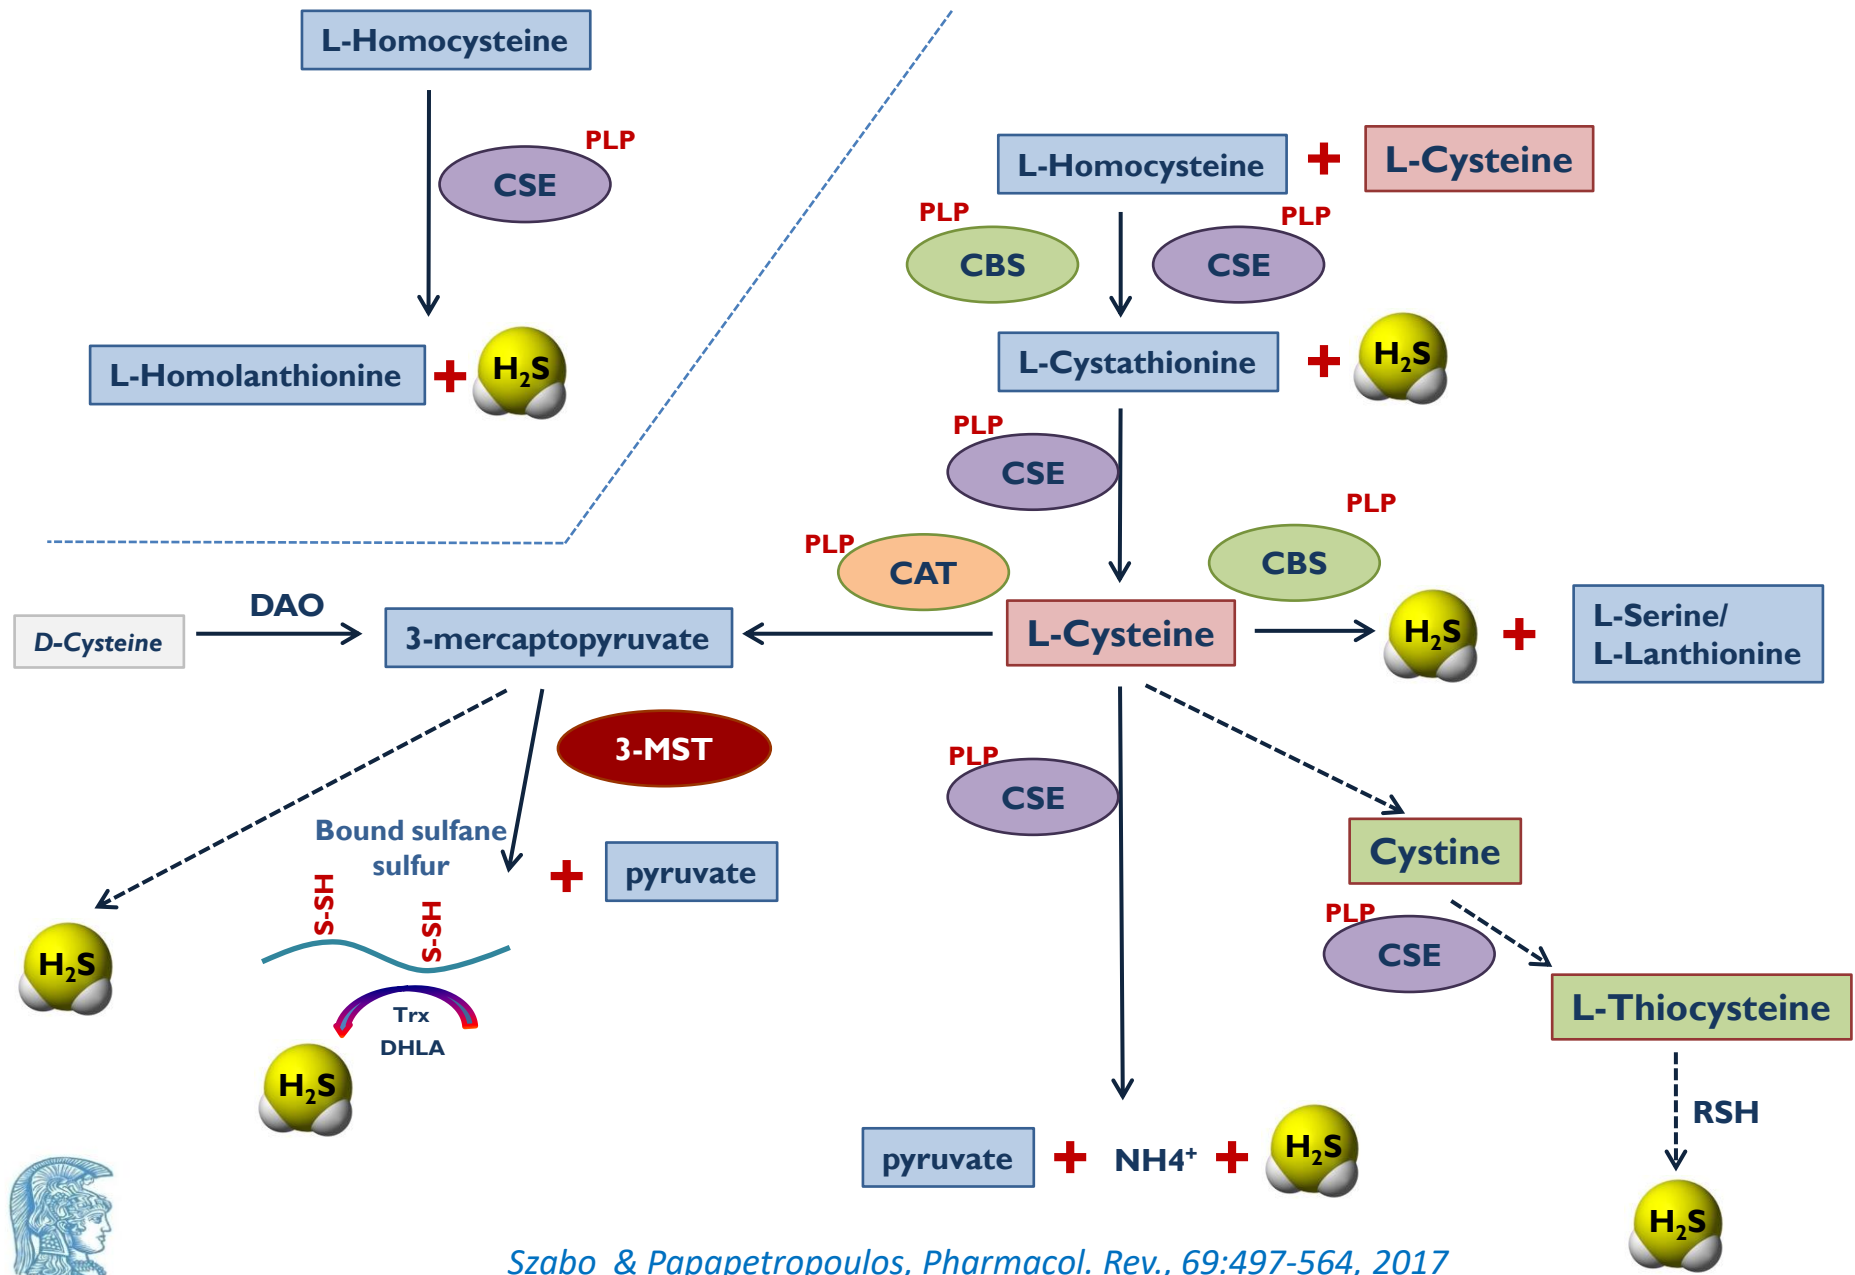 L-Homocysteine
PLP
CSE
L-Homolanthionine + H₂S
L-Homocysteine + L-Cysteine
PLP
CBS
PLP
CSE
L-Cystathionine + H₂S
PLP
CSE
PLP
CAT
PLP
CBS
D-Cysteine
DAO
3-mercaptopyruvate
L-Cysteine
H₂S + L-Serine/
L-Lanthionine
3-MST
Bound sulfane
sulfur
+ pyruvate
S-SH
S-SH
H₂S
Trx
DHLA
H₂S
PLP
CSE
Cystine
PLP
CSE
L-Thiocysteine
RSH
pyruvate + NH4⁺ + H₂S
H₂S
Szabo & Papapetropoulos, Pharmacol. Rev., 69:497-564, 2017